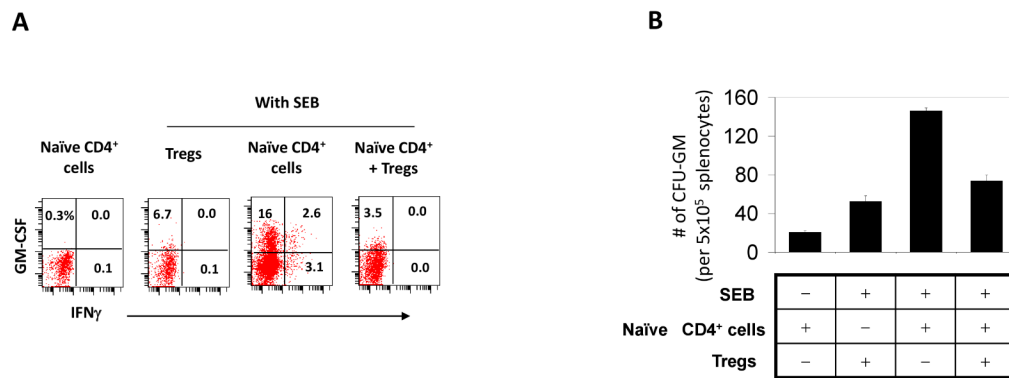 A
With SEB
Naïve CD4⁺ cells
Tregs
Naïve CD4⁺ cells
Naïve CD4⁺ + Tregs
GM-CSF
0.3% 0.0
0.1
6.7 0.0
0.1
16 2.6
3.1
3.5 0.0
0.0
IFNγ
B
# of CFU-GM
(per 5x10⁵ splenocytes)
160
120
80
40
0
SEB − + + +
Naïve CD4⁺ cells + − + +
Tregs − + − +